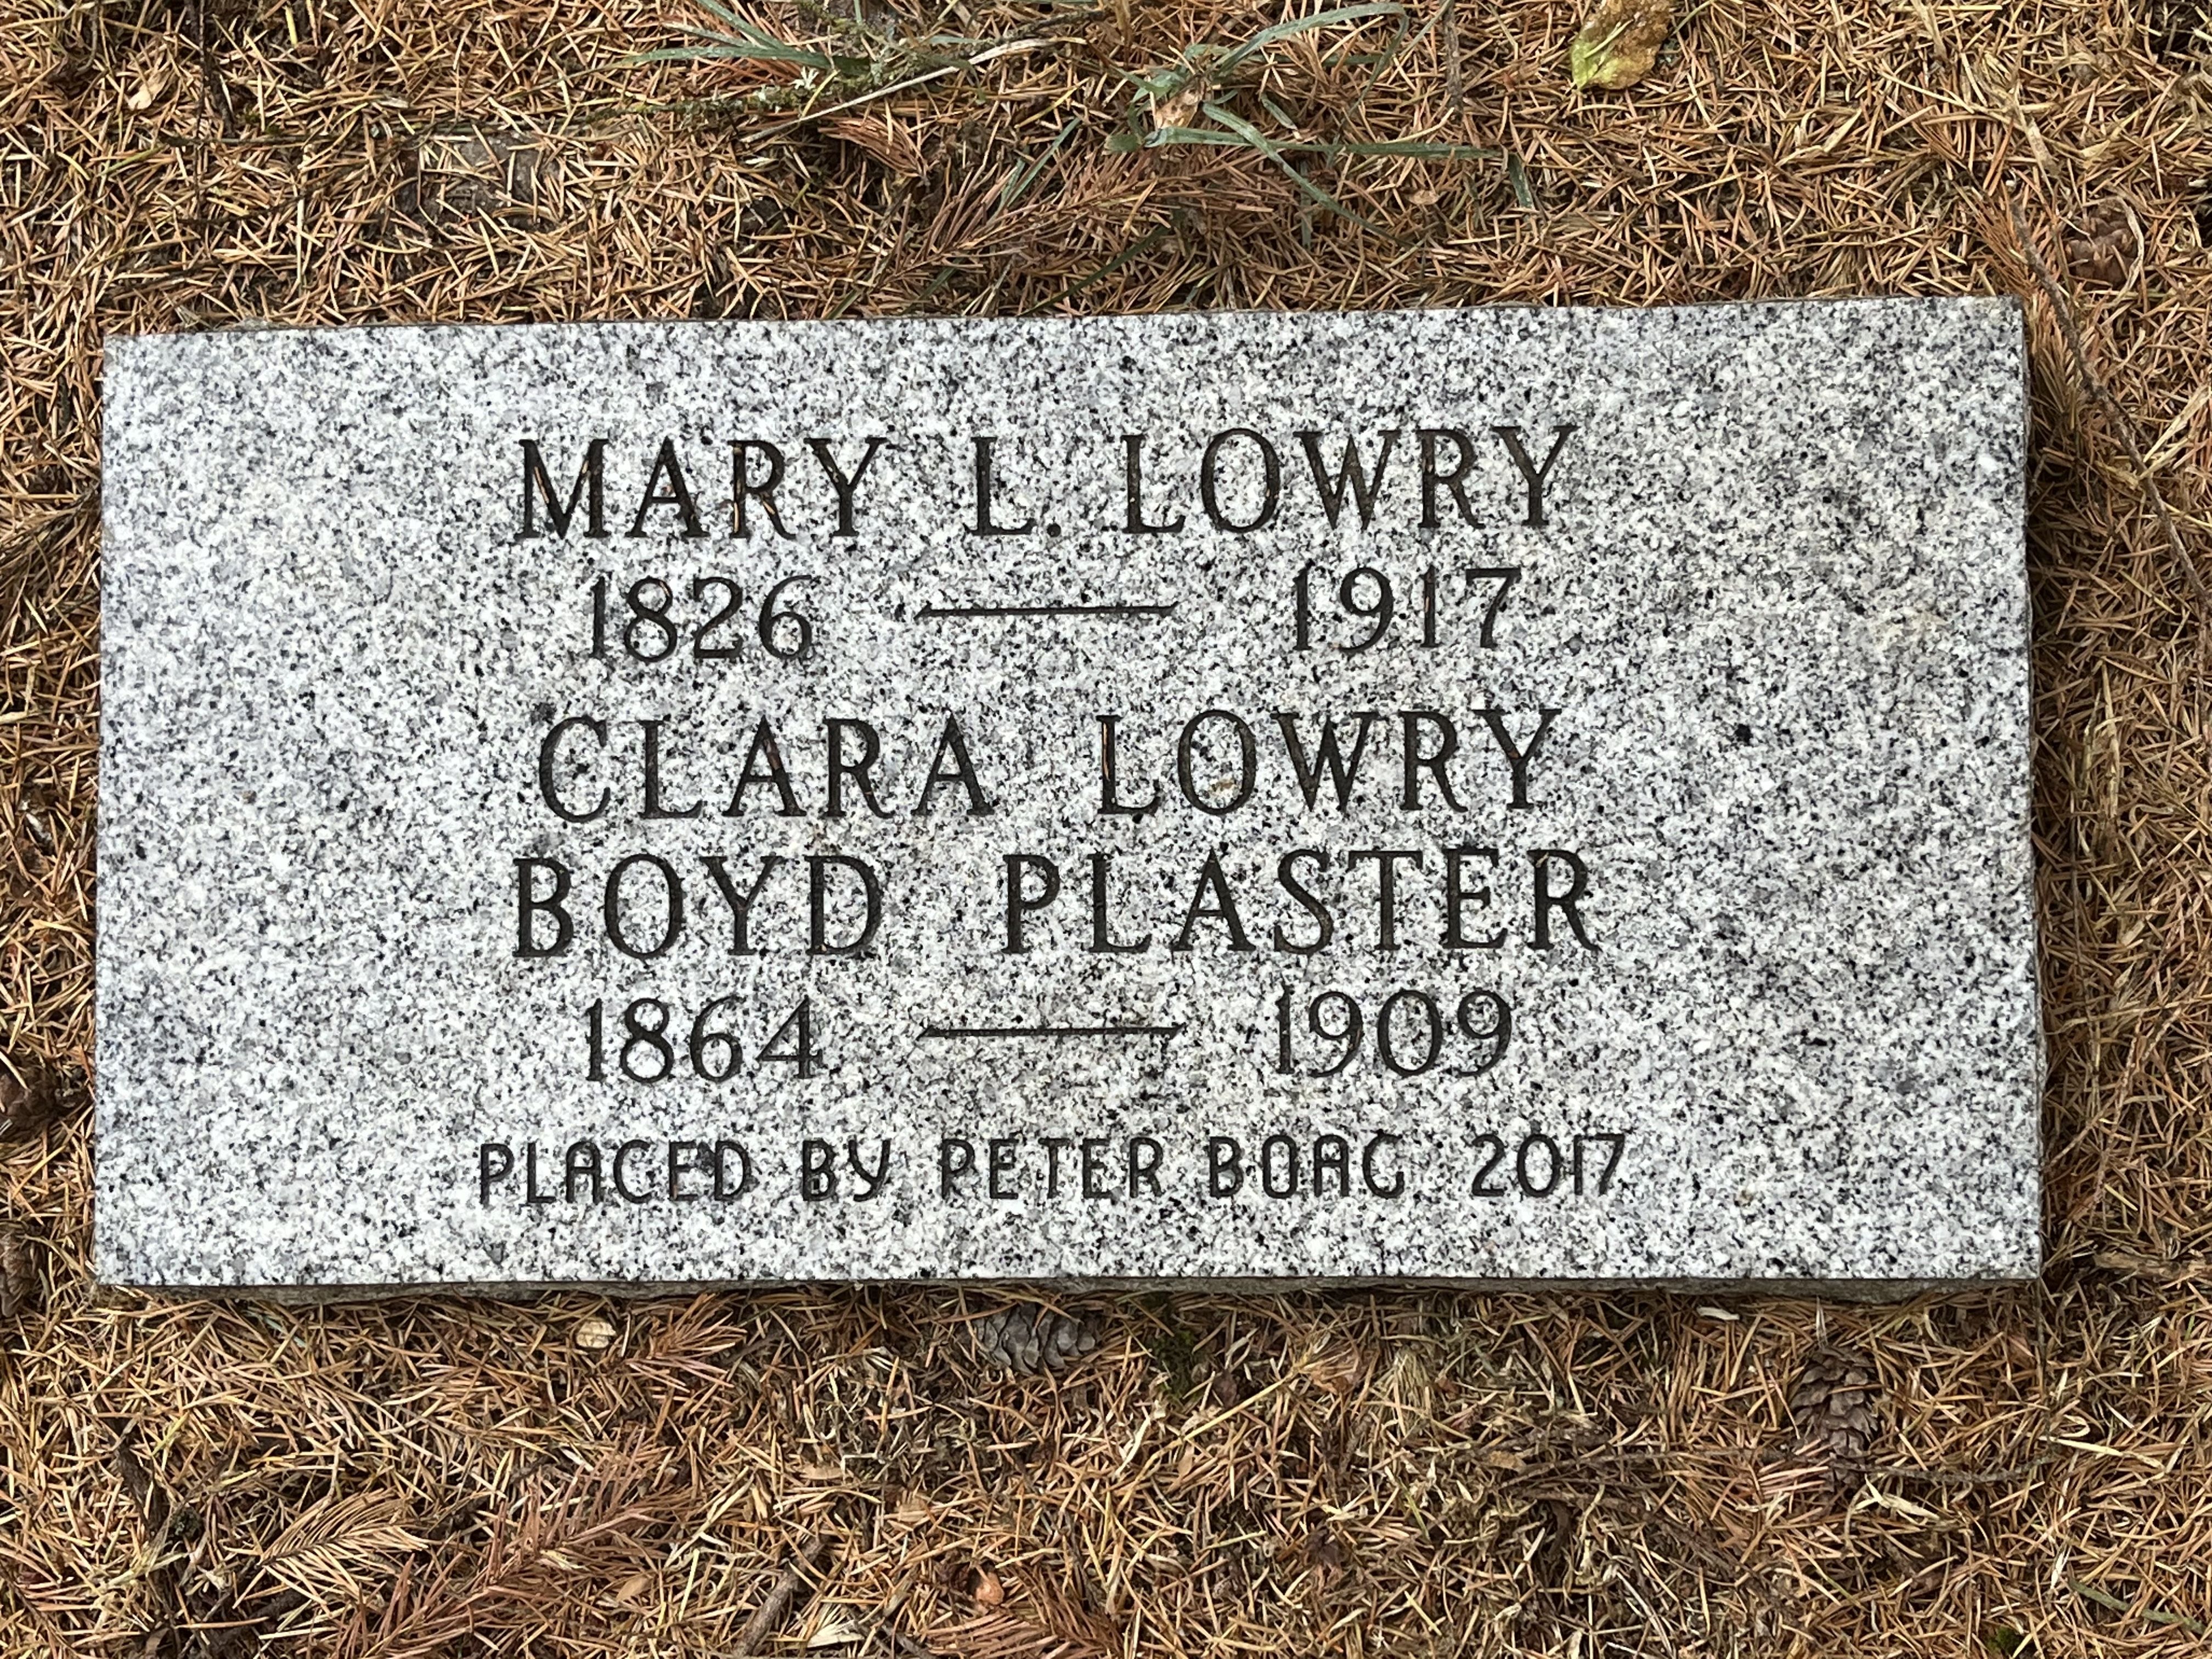 MARY L. LOWRY
1826 — 1917
CLARA LOWRY
BOYD PLASTER
1864 — 1909
PLACED BY PETER BOAG 2017